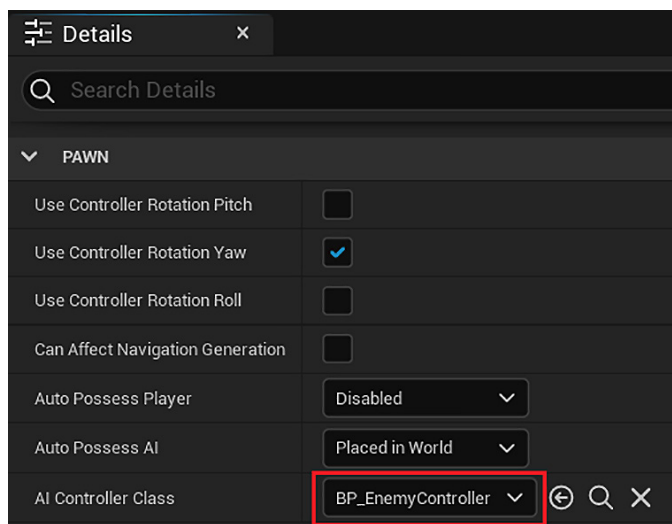 Details
Search Details
PAWN
Use Controller Rotation Pitch
Use Controller Rotation Yaw
Use Controller Rotation Roll
Can Affect Navigation Generation
Auto Possess Player Disabled
Auto Possess AI Placed in World
AI Controller Class BP_EnemyController